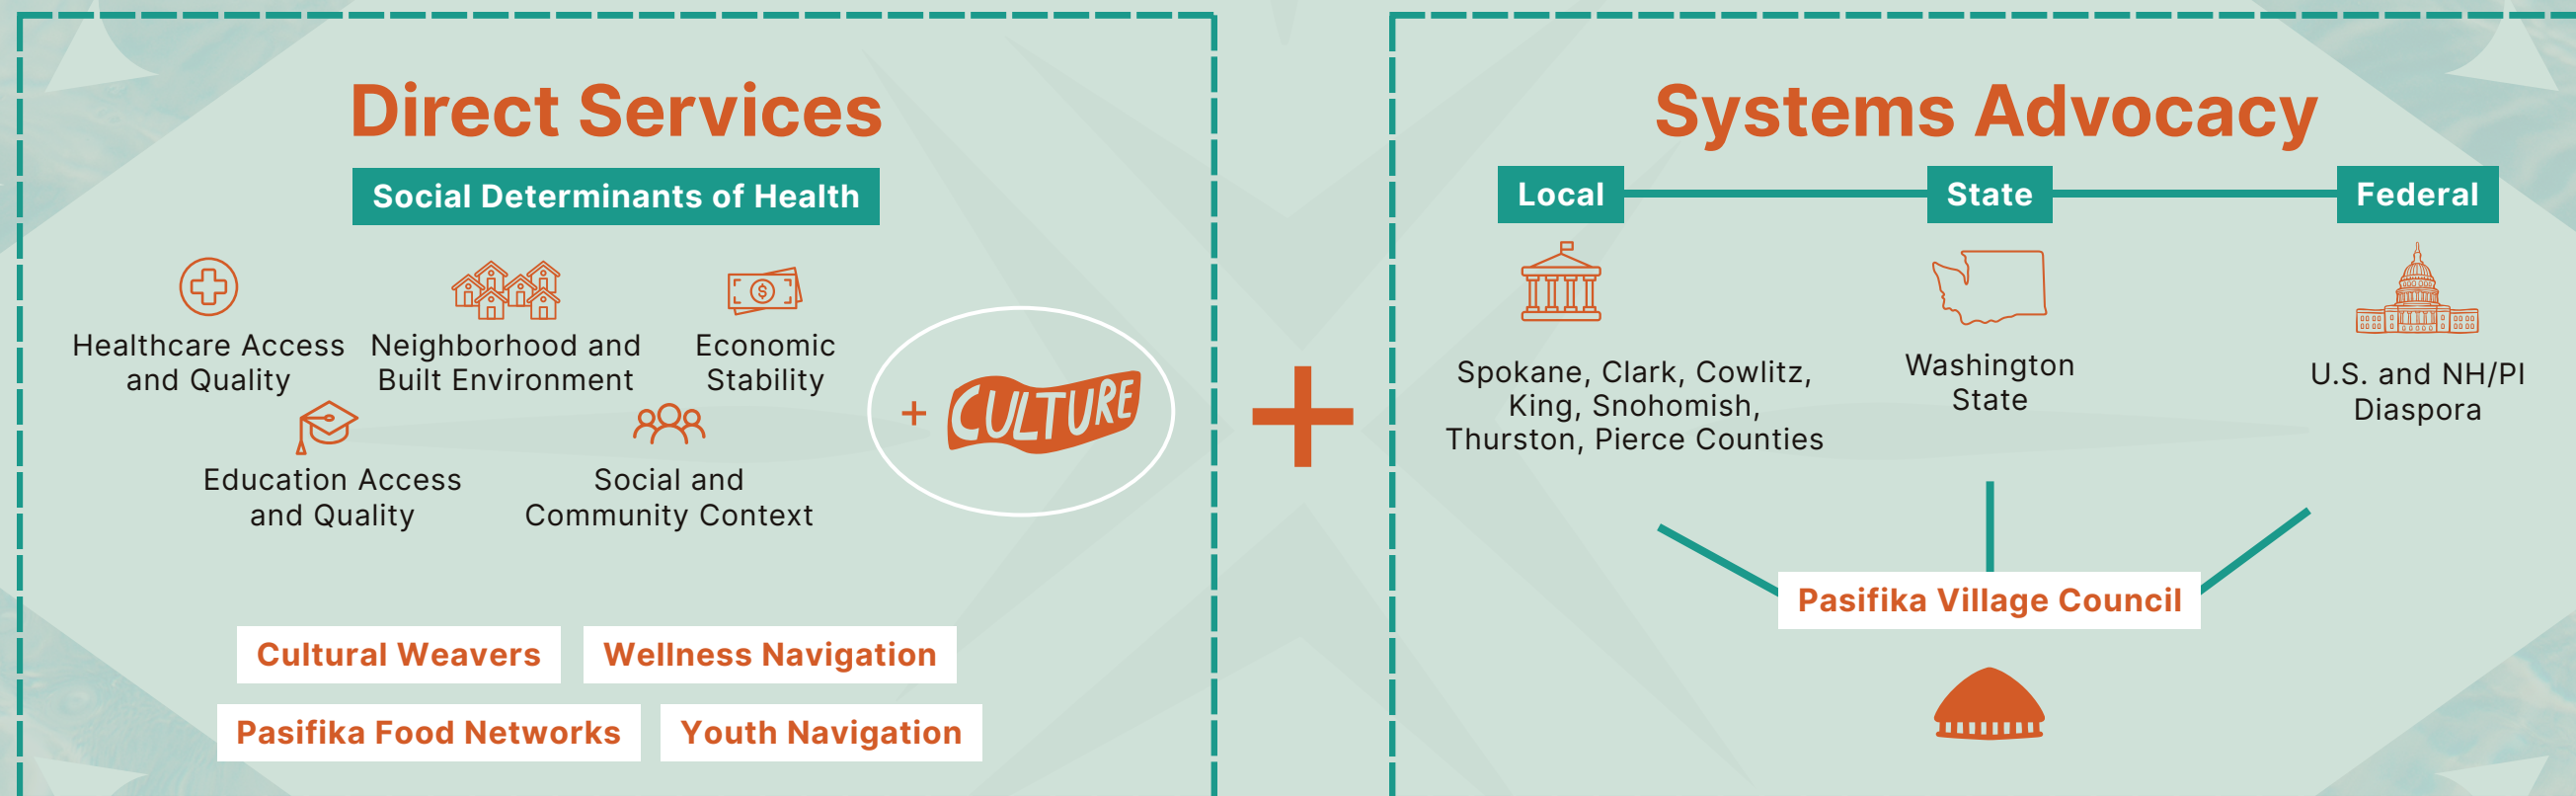 Direct Services
Social Determinants of Health
Healthcare Access
and Quality
Neighborhood and
Built Environment
Economic
Stability
Education Access
and Quality
Social and
Community Context
+ CULTURE
Cultural Weavers
Wellness Navigation
Pasifika Food Networks
Youth Navigation
+
Systems Advocacy
Local
State
Federal
Spokane, Clark, Cowlitz,
King, Snohomish,
Thurston, Pierce Counties
Washington
State
U.S. and NH/PI
Diaspora
Pasifika Village Council